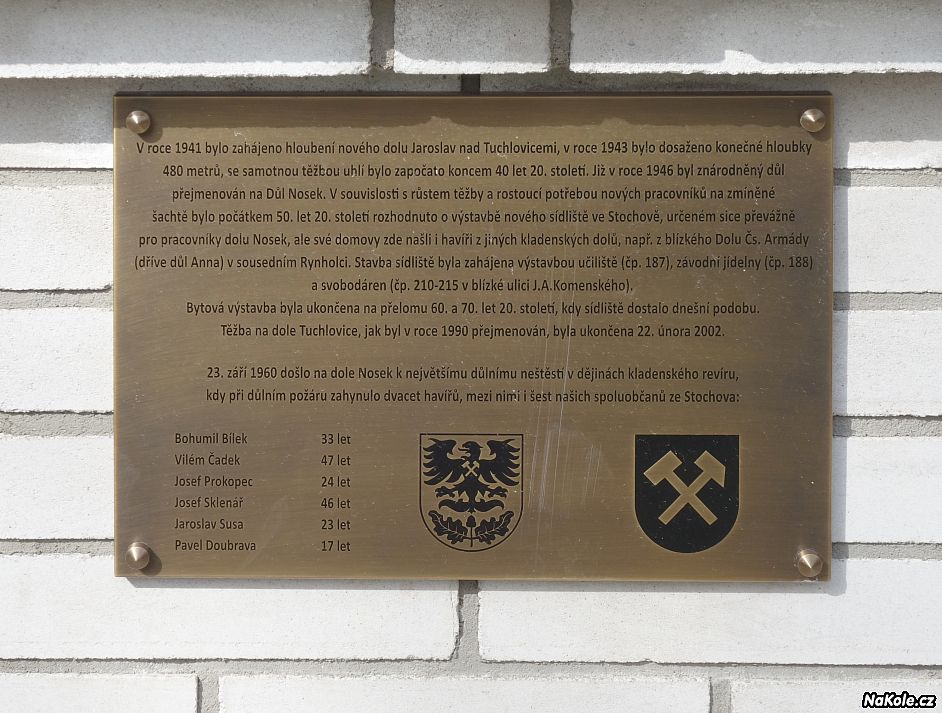 V roce 1941 bylo zahájeno hloubení nového dolu Jaroslav nad Tuchlovicemi, v roce 1943 bylo dosaženo konečné hloubky
480 metrů, se samotnou těžbou uhlí bylo započato koncem 40 let 20. století. Již v roce 1946 byl znárodněný důl
přejmenován na Důl Nosek. V souvislosti s růstem těžby a rostoucí potřebou nových pracovníků na zmíněné
šachtě bylo počátkem 50. let 20. století rozhodnuto o výstavbě nového sídliště ve Stochově, určeném sice převážně
pro pracovníky dolu Nosek, ale své domovy zde našli i havíři z jiných kladenských dolů, např. z blízkého Dolu Čs. Armády
(dříve důl Anna) v sousedním Rynholci. Stavba sídliště byla zahájena výstavbou učiliště (čp. 187), závodní jídelny (čp. 188)
a svobodáren (čp. 210-215 v blízké ulici J.A.Komenského).
Bytová výstavba byla ukončena na přelomu 60. a 70. let 20. století, kdy sídliště dostalo dnešní podobu.
Těžba na dole Tuchlovice, jak byl v roce 1990 přejmenován, byla ukončena 22. února 2002.
23. září 1960 došlo na dole Nosek k největšímu důlnímu neštěstí v dějinách kladenského revíru,
kdy při důlním požáru zahynulo dvacet havířů, mezi nimi i šest našich spoluobčanů ze Stochova:
Bohumil Bílek 33 let
Vilém Čadek 47 let
Josef Prokopec 24 let
Josef Sklenář 46 let
Jaroslav Susa 23 let
Pavel Doubrava 17 let
NaKole.cz